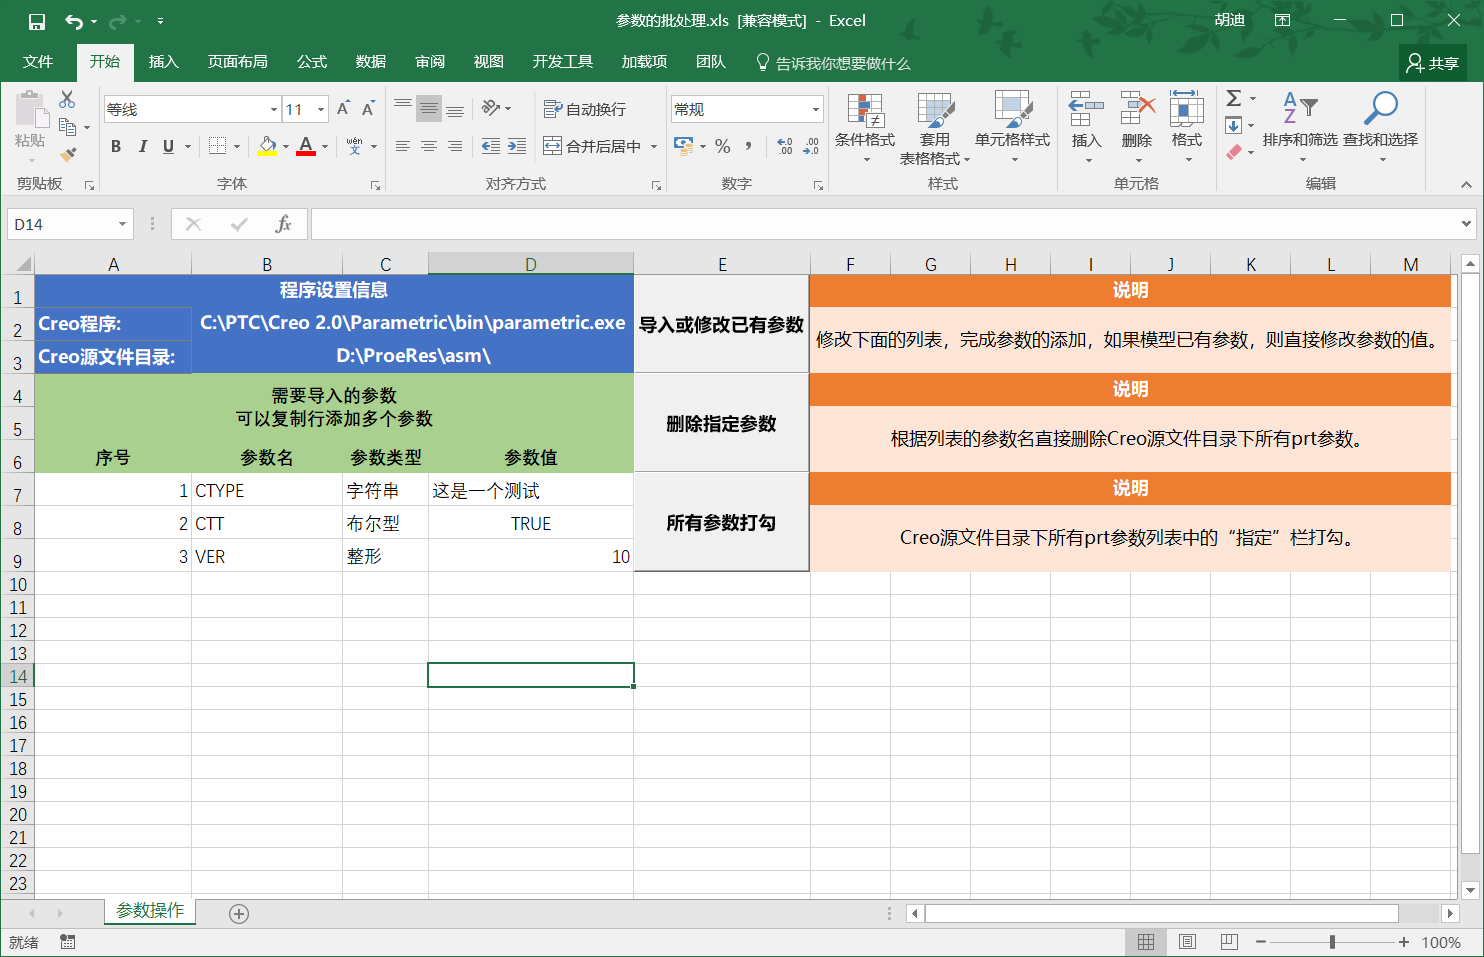 参数的批处理.xls [兼容模式] - Excel
胡迪
文件 开始 插入 页面布局 公式 数据 审阅 视图 开发工具 加载项 团队 告诉我你想要做什么 共享
等线 11 A A 自动换行 常规
粘贴 B I U A wén 文 合并后居中 % , .0 .00 .00 .0
条件格式 套用 表格格式 单元格样式 插入 删除 格式 Σ A Z 排序和筛选 查找和选择
剪贴板 字体 对齐方式 数字 样式 单元格 编辑
D14 fx
A B C D E F G H I J K L M
1 程序设置信息 说明
2 Creo程序: C:\PTC\Creo 2.0\Parametric\bin\parametric.exe 导入或修改已有参数 修改下面的列表，完成参数的添加，如果模型已有参数，则直接修改参数的值。
3 Creo源文件目录: D:\ProeRes\asm\
4 需要导入的参数 说明
5 可以复制行添加多个参数 删除指定参数 根据列表的参数名直接删除Creo源文件目录下所有prt参数。
6 序号 参数名 参数类型 参数值
7 1 CTYPE 字符串 这是一个测试 说明
8 2 CTT 布尔型 TRUE 所有参数打勾 Creo源文件目录下所有prt参数列表中的“指定”栏打勾。
9 3 VER 整形 10
10
11
12
13
14
15
16
17
18
19
20
21
22
23
参数操作
就绪 100%